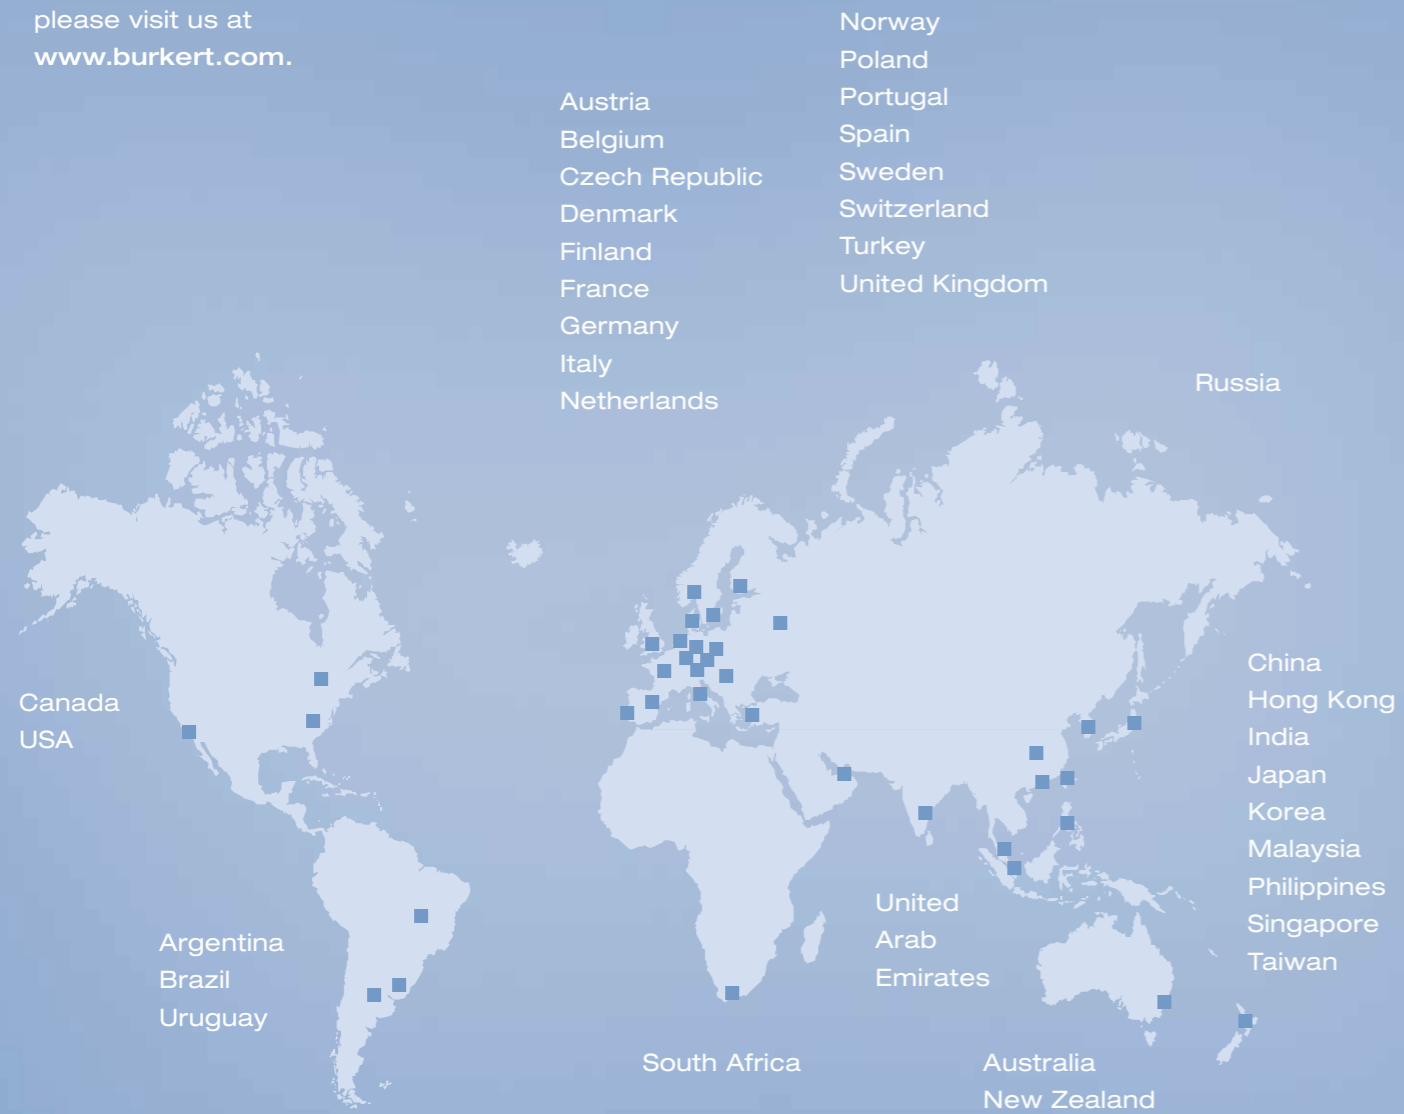 please visit us at
www.burkert.com.
Austria
Belgium
Czech Republic
Denmark
Finland
France
Germany
Italy
Netherlands
Norway
Poland
Portugal
Spain
Sweden
Switzerland
Turkey
United Kingdom
Russia
Canada
USA
China
Hong Kong
India
Japan
Korea
Malaysia
Philippines
Singapore
Taiwan
Argentina
Brazil
Uruguay
United
Arab
Emirates
South Africa
Australia
New Zealand